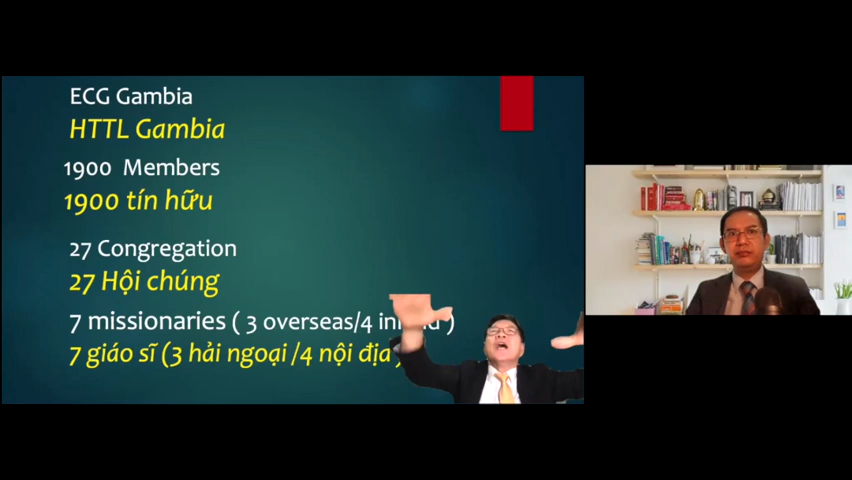 ECG Gambia
HTTL Gambia
1900 Members
1900 tín hữu
27 Congregation
27 Hội chúng
7 missionaries ( 3 overseas/4 )
7 giáo sĩ (3 hải ngoại /4 nội địa )